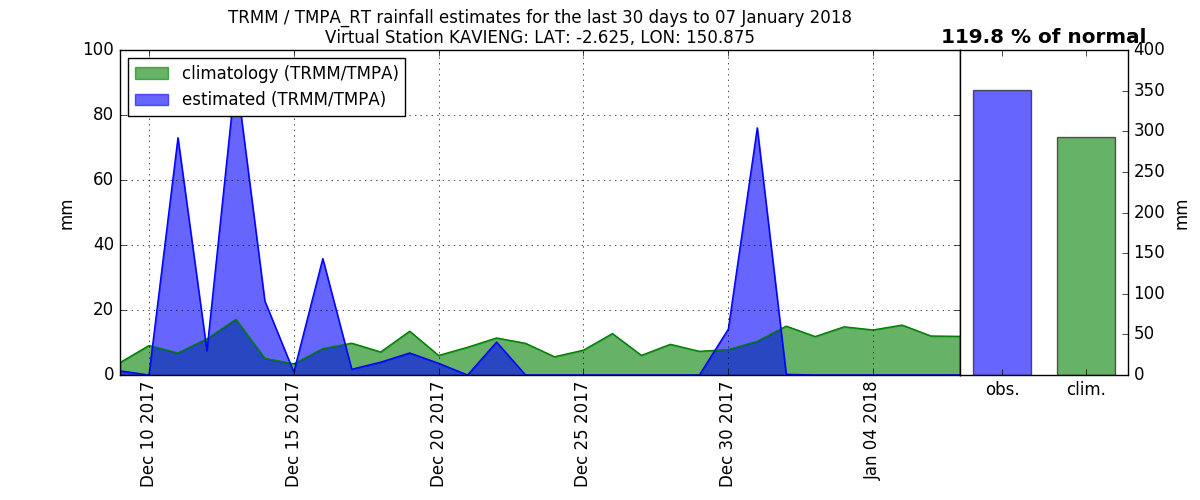 TRMM / TMPA_RT rainfall estimates for the last 30 days to 07 January 2018
Virtual Station KAVIENG: LAT: -2.625, LON: 150.875
119.8 % of normal
climatology (TRMM/TMPA)
estimated (TRMM/TMPA)
100
80
60
40
20
0
mm
Dec 10 2017
Dec 15 2017
Dec 20 2017
Dec 25 2017
Dec 30 2017
Jan 04 2018
400
350
300
250
200
150
100
50
0
mm
obs.
clim.